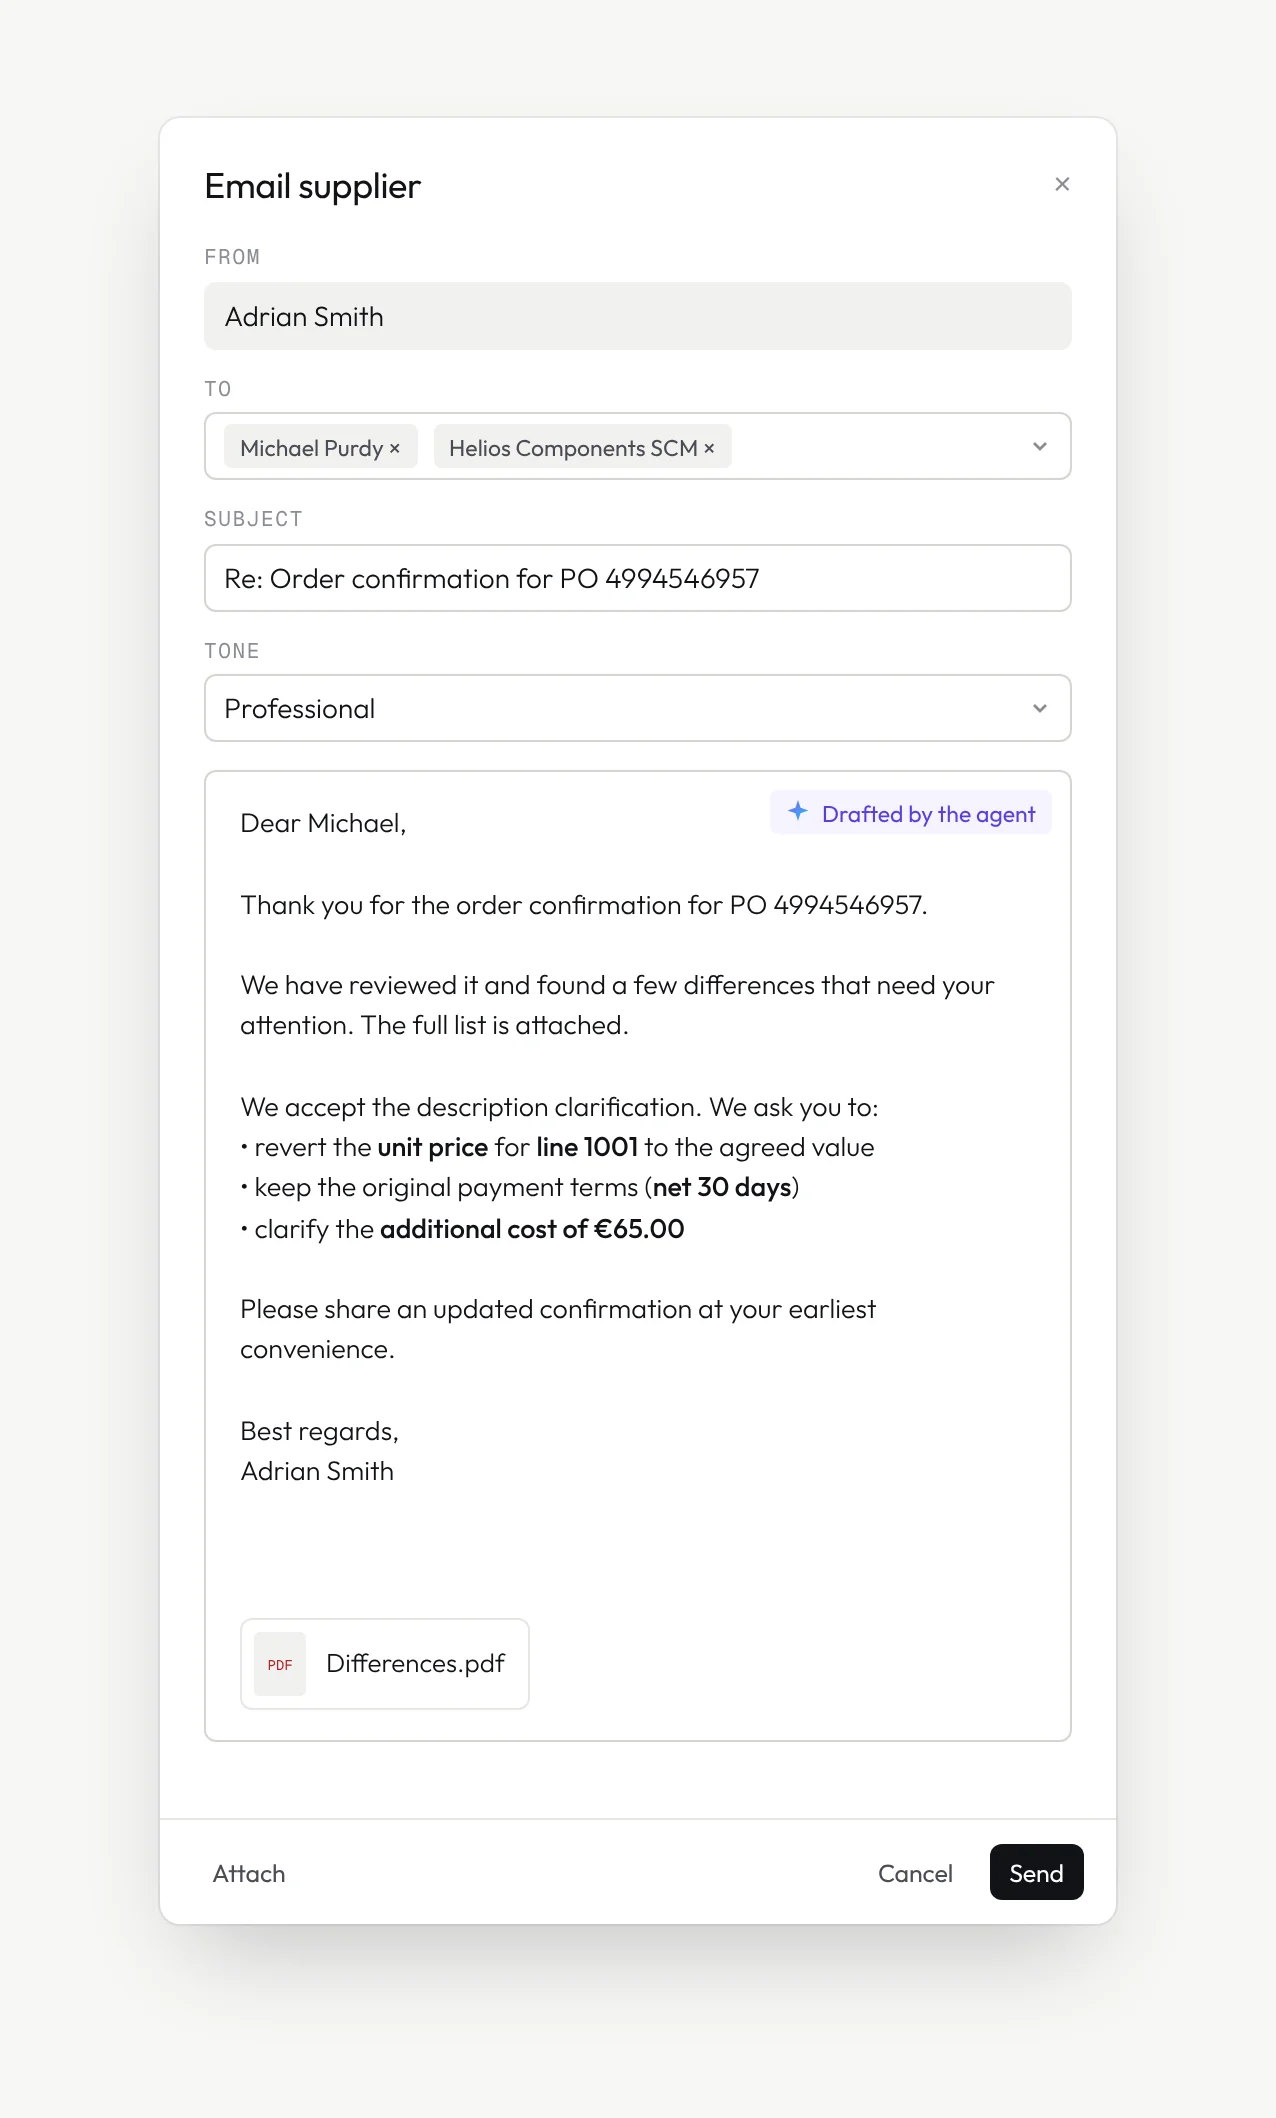 Email supplier ×
FROM
Adrian Smith
TO
Michael Purdy × Helios Components SCM ×
SUBJECT
Re: Order confirmation for PO 4994546957
TONE
Professional
Drafted by the agent
Dear Michael,
Thank you for the order confirmation for PO 4994546957.
We have reviewed it and found a few differences that need your
attention. The full list is attached.
We accept the description clarification. We ask you to:
• revert the unit price for line 1001 to the agreed value
• keep the original payment terms (net 30 days)
• clarify the additional cost of €65.00
Please share an updated confirmation at your earliest
convenience.
Best regards,
Adrian Smith
PDF Differences.pdf
Attach Cancel Send